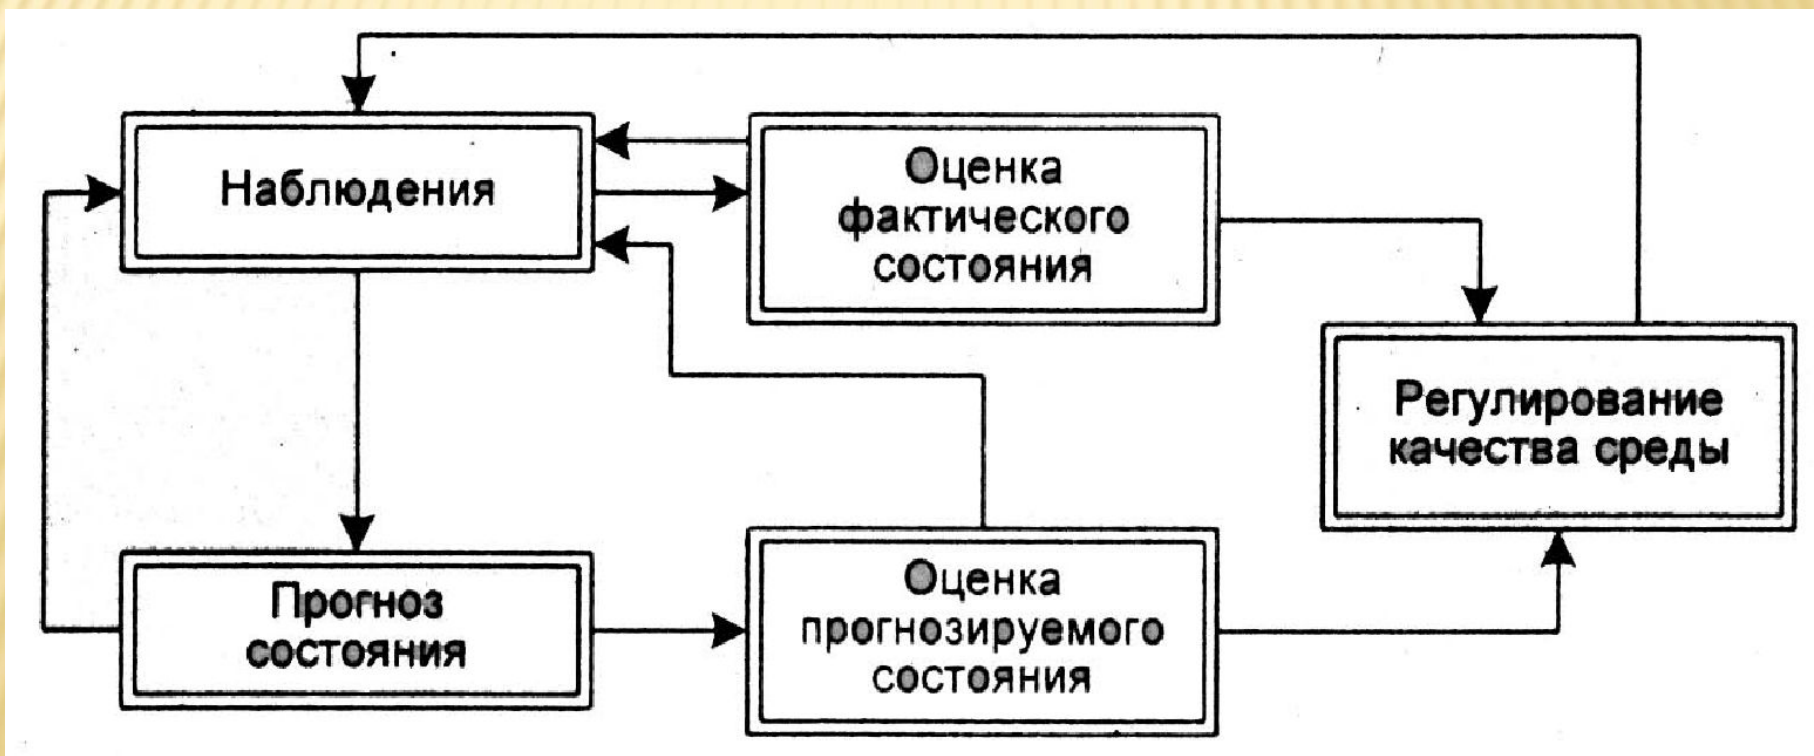 Наблюдения
Оценка
фактического
состояния
Регулирование
качества среды
Прогноз
состояния
Оценка
прогнозируемого
состояния